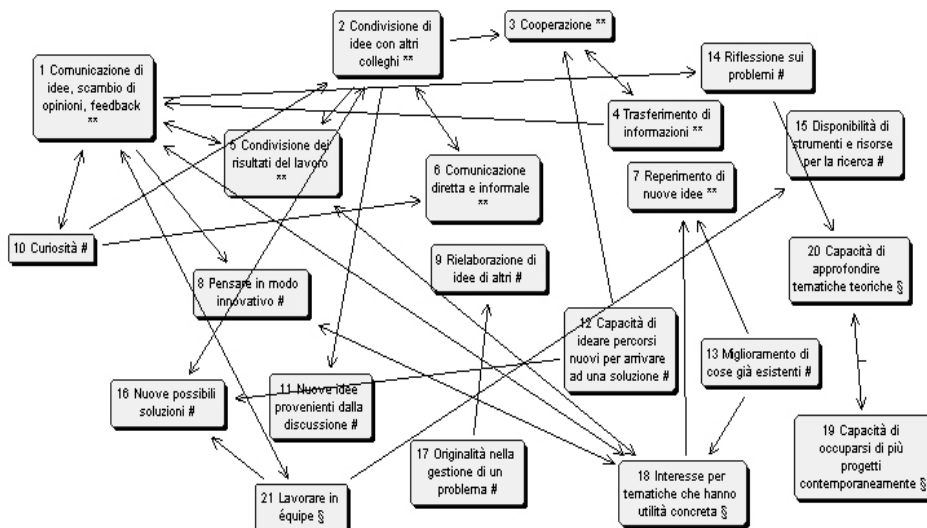 1 Comunicazione di
idee, scambio di
opinioni, feedback
**
2 Condivisione di
idee con altri
colleghi **
3 Cooperazione **
14 Riflessione sui
problemi #
4 Trasferimento di
informazioni **
15 Disponibilità di
strumenti e risorse
per la ricerca #
5 Condivisione dei
risultati del lavoro
**
6 Comunicazione
diretta e informale
**
7 Reperimento di
nuove idee **
10 Curiosità #
8 Pensare in modo
innovativo #
9 Rielaborazione di
idee di altri #
20 Capacità di
approfondire
tematiche teoriche §
12 Capacità di
ideare percorsi
nuovi per arrivare
ad una soluzione #
13 Miglioramento di
cose già esistenti #
16 Nuove possibili
soluzioni #
11 Nuove idee
provenienti dalla
discussione #
17 Originalità nella
gestione di un
problema #
18 Interesse per
tematiche che hanno
utilità concreta §
19 Capacità di
occuparsi di più
progetti
contemporaneamente §
21 Lavorare in
équipe §